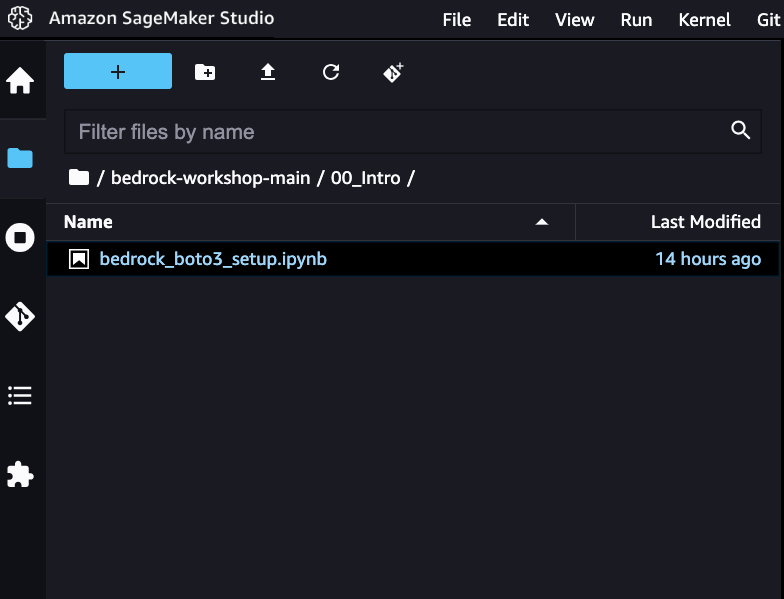 Amazon SageMaker Studio File Edit View Run Kernel Git
+
Filter files by name
/ bedrock-workshop-main / 00_Intro /
Name Last Modified
bedrock_boto3_setup.ipynb 14 hours ago